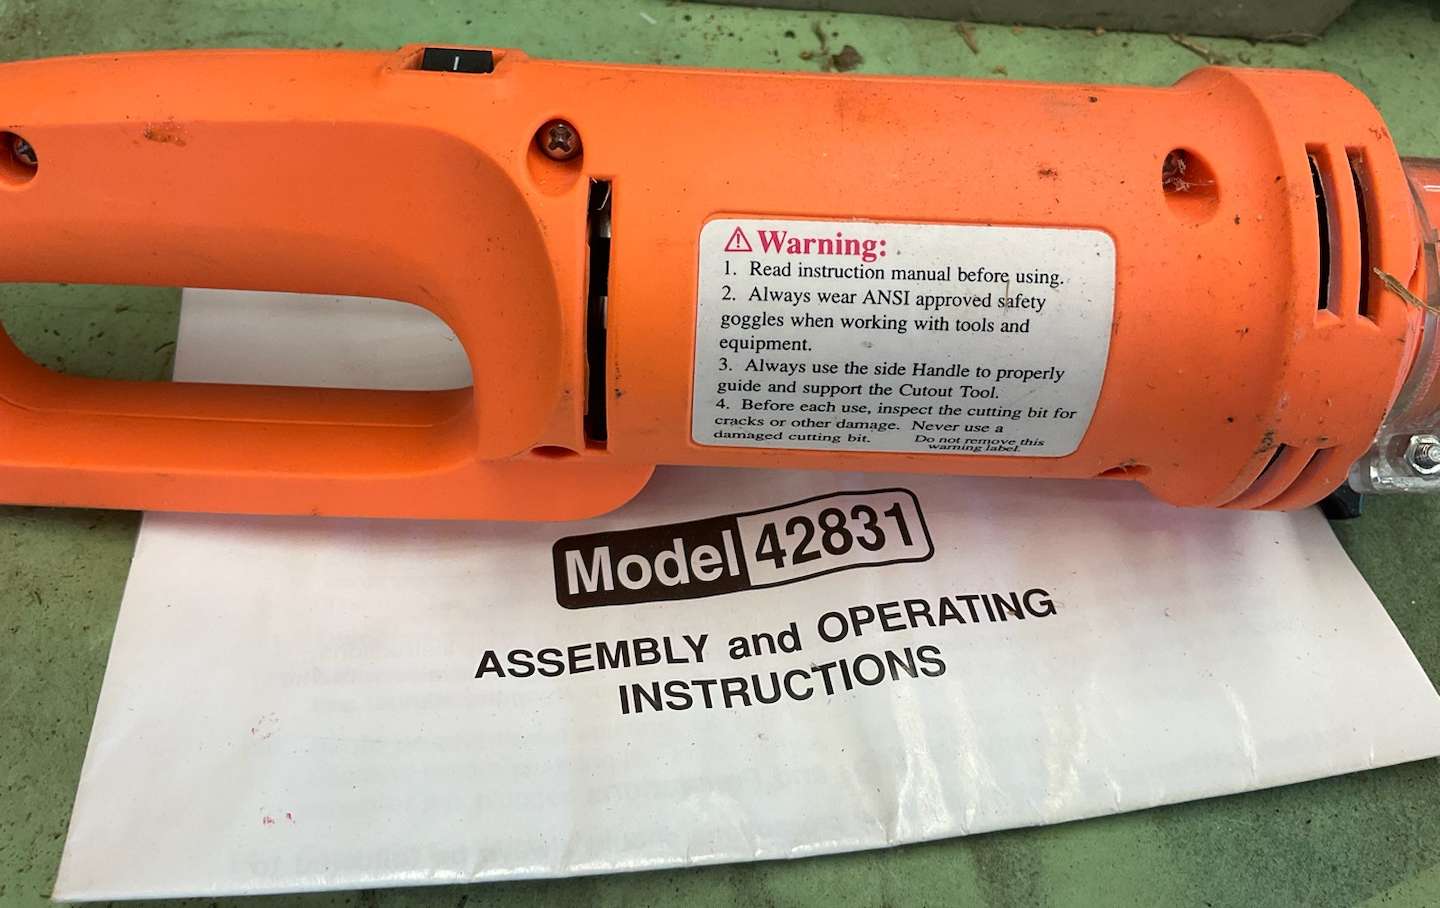 Warning:
1. Read instruction manual before using.
2. Always wear ANSI approved safety
goggles when working with tools and
equipment.
3. Always use the side Handle to properly
guide and support the Cutout Tool.
4. Before each use, inspect the cutting bit for
cracks or other damage. Never use a
damaged cutting bit. Do not remove this
warning label.
Model 42831
ASSEMBLY and OPERATING
INSTRUCTIONS